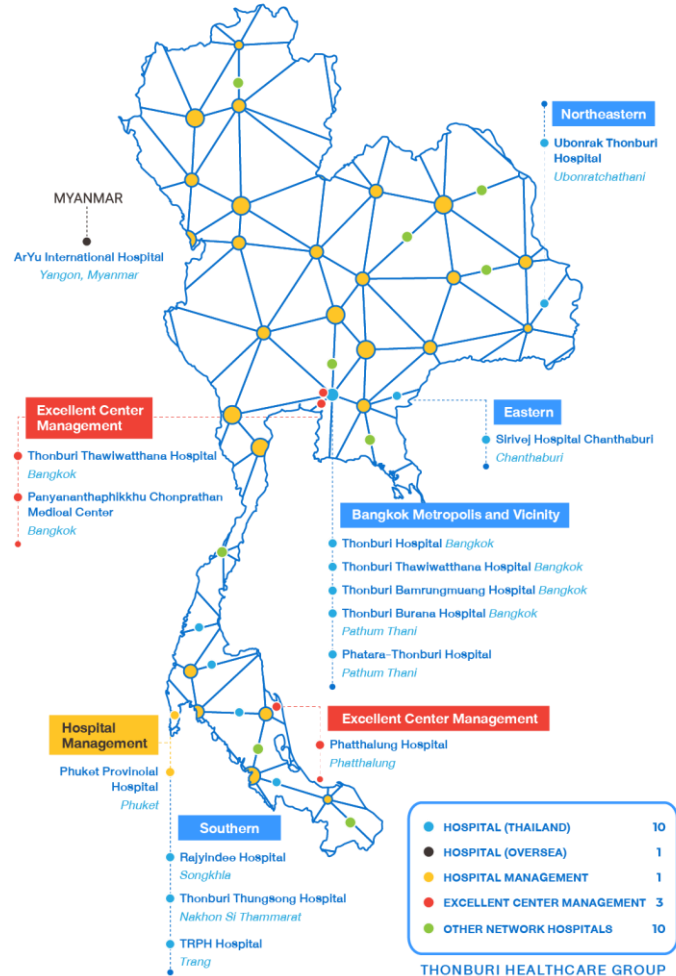 Northeastern
Ubonrak Thonburi
Hospital
Ubonratchathani
MYANMAR
ArYu International Hospital
Yangon, Myanmar
Excellent Center
Management
Thonburi Thawiwatthana Hospital
Bangkok
Panyananthaphikkhu Chonprathan
Medical Center
Bangkok
Eastern
Sirivej Hospital Chanthaburi
Chanthaburi
Bangkok Metropolis and Vicinity
Thonburi Hospital Bangkok
Thonburi Thawiwatthana Hospital Bangkok
Thonburi Bamrungmuang Hospital Bangkok
Thonburi Burana Hospital Bangkok
Pathum Thani
Phatara-Thonburi Hospital
Pathum Thani
Excellent Center Management
Phatthalung Hospital
Phatthalung
Hospital
Management
Phuket Provinoial
Hospital
Phuket
Southern
Rajyindee Hospital
Songkhla
Thonburi Thungsong Hospital
Nakhon Si Thammarat
TRPH Hospital
Trang
HOSPITAL (THAILAND) 10
HOSPITAL (OVERSEA) 1
HOSPITAL MANAGEMENT 1
EXCELLENT CENTER MANAGEMENT 3
OTHER NETWORK HOSPITALS 10
THONBURI HEALTHCARE GROUP